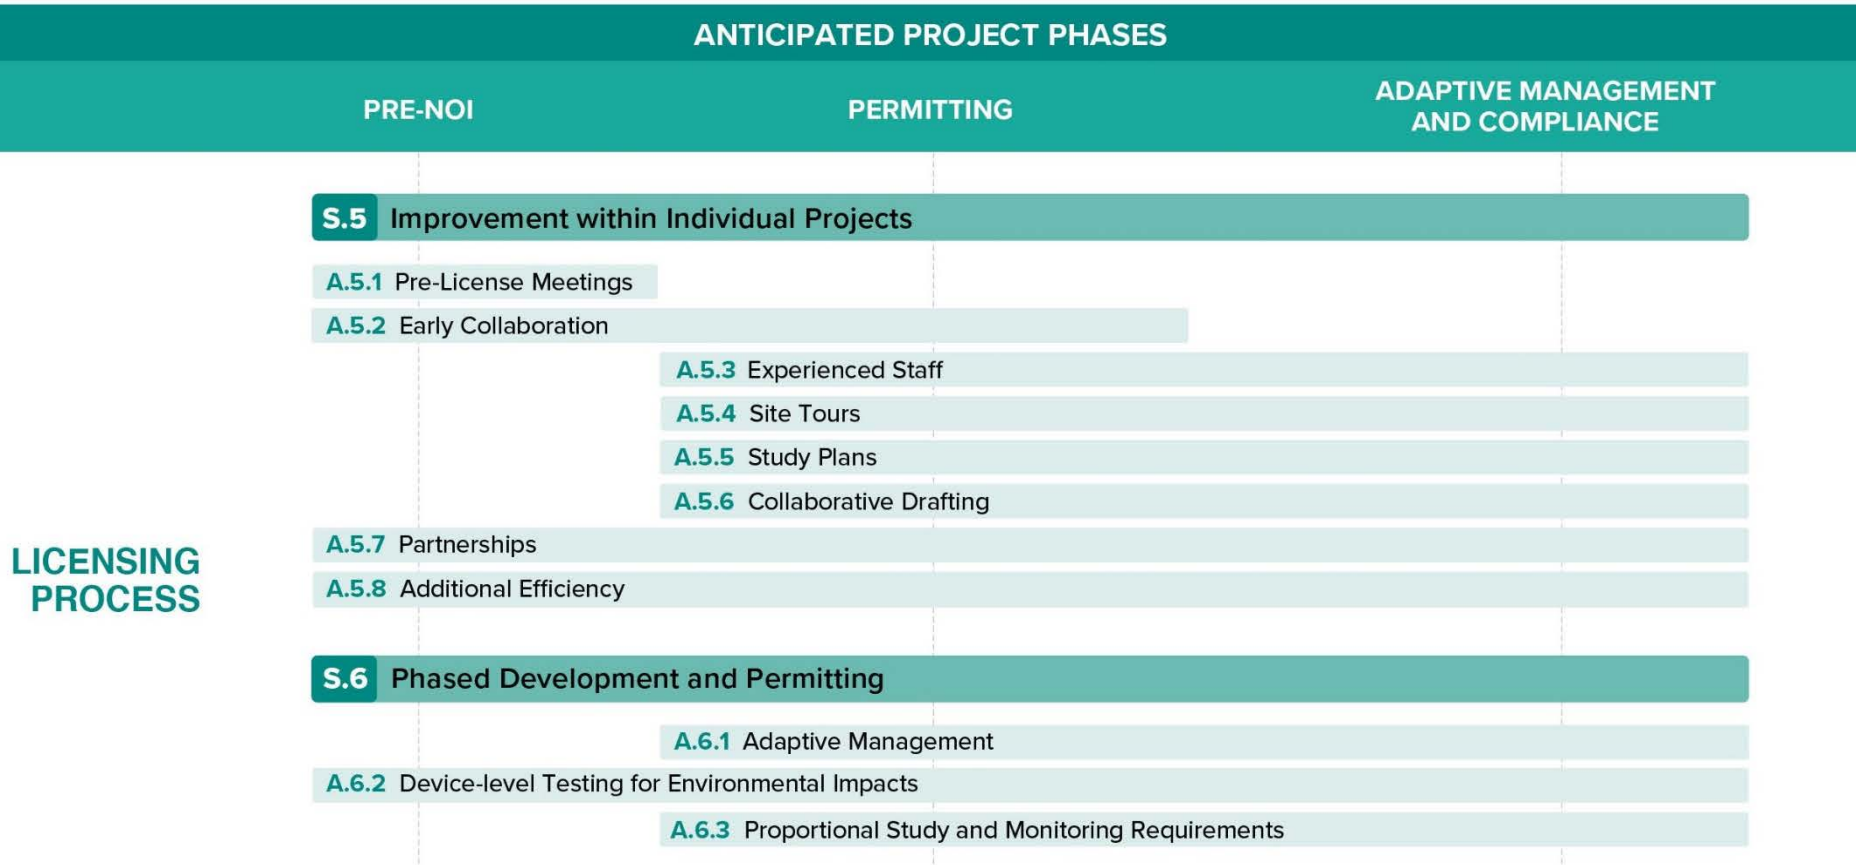 ANTICIPATED PROJECT PHASES
PRE-NOI
PERMITTING
ADAPTIVE MANAGEMENT
AND COMPLIANCE
LICENSING
PROCESS
S.5 Improvement within Individual Projects
A.5.1 Pre-License Meetings
A.5.2 Early Collaboration
A.5.3 Experienced Staff
A.5.4 Site Tours
A.5.5 Study Plans
A.5.6 Collaborative Drafting
A.5.7 Partnerships
A.5.8 Additional Efficiency
S.6 Phased Development and Permitting
A.6.1 Adaptive Management
A.6.2 Device-level Testing for Environmental Impacts
A.6.3 Proportional Study and Monitoring Requirements